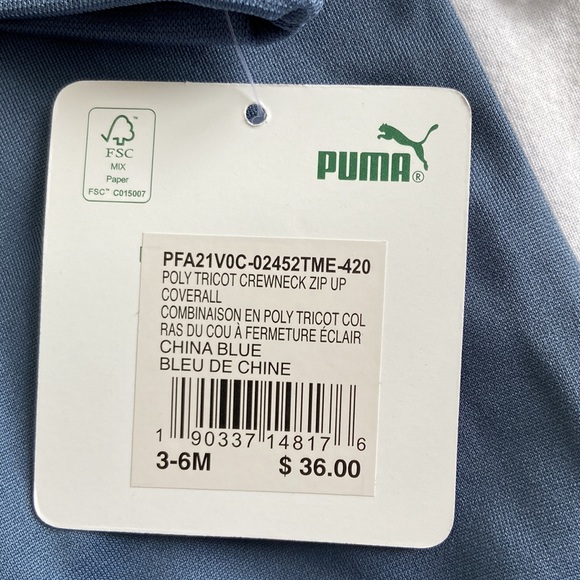 FSC
MIX
Paper
FSC™ C015007
PUMA®
PFA21V0C-02452TME-420
POLY TRICOT CREWNECK ZIP UP
COVERALL
COMBINAISON EN POLY TRICOT COL
RAS DU COU À FERMETURE ÉCLAIR
CHINA BLUE
BLEU DE CHINE
1 90337 14817 6
3-6M $ 36.00